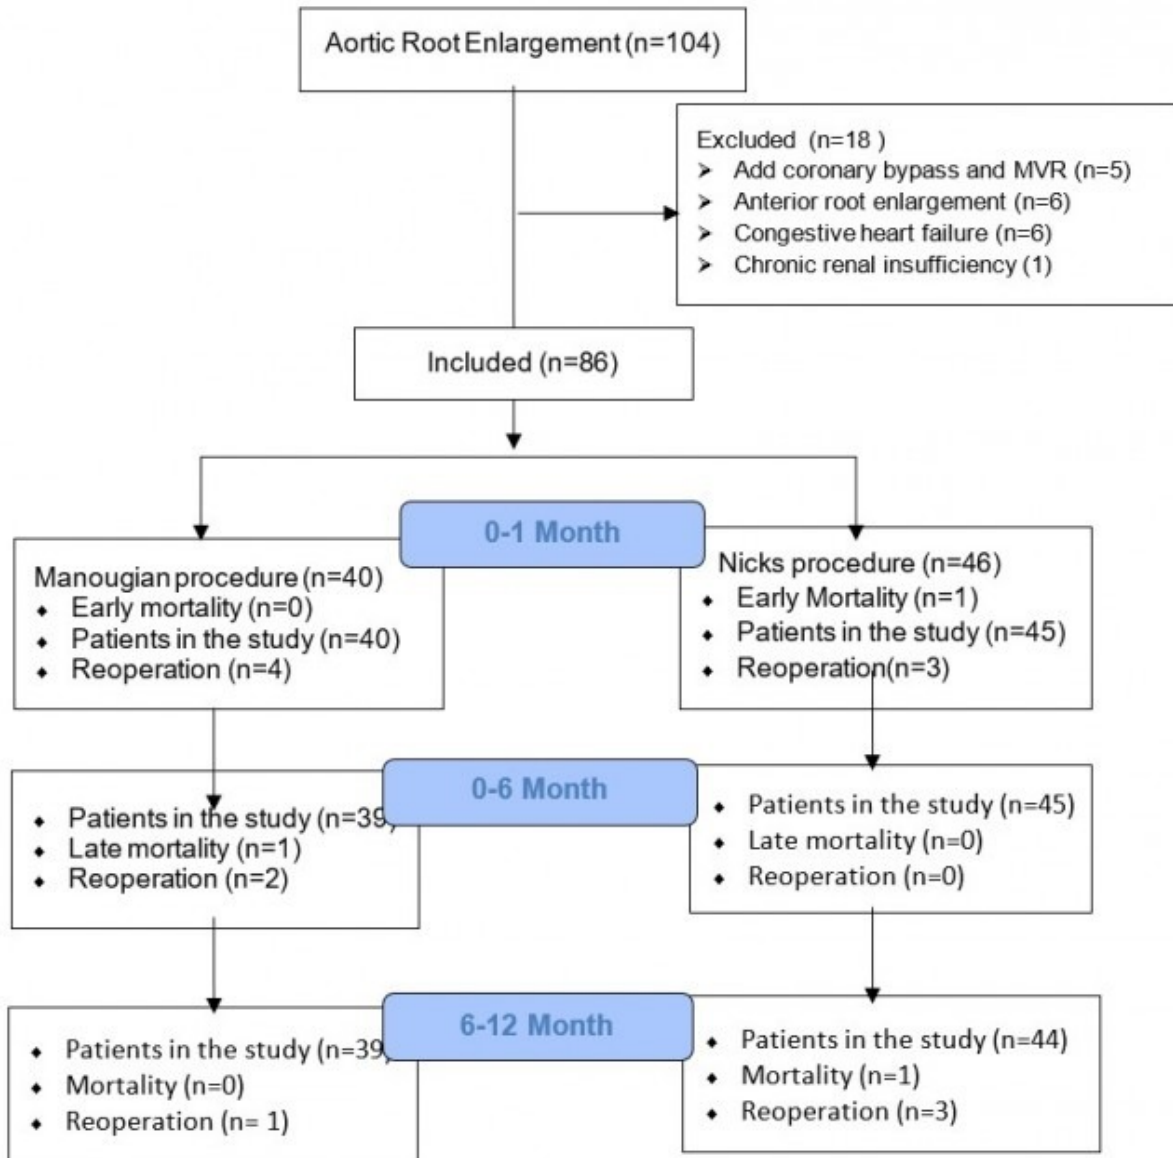 Aortic Root Enlargement (n=104)
Excluded (n=18 )
➢ Add coronary bypass and MVR (n=5)
➢ Anterior root enlargement (n=6)
➢ Congestive heart failure (n=6)
➢ Chronic renal insufficiency (1)
Included (n=86)
0-1 Month
Manougian procedure (n=40)
⬥ Early mortality (n=0)
⬥ Patients in the study (n=40)
⬥ Reoperation (n=4)
Nicks procedure (n=46)
⬥ Early Mortality (n=1)
⬥ Patients in the study (n=45)
⬥ Reoperation(n=3)
0-6 Month
⬥ Patients in the study (n=39)
⬥ Late mortality (n=1)
⬥ Reoperation (n=2)
⬥ Patients in the study (n=45)
⬥ Late mortality (n=0)
⬥ Reoperation (n=0)
6-12 Month
⬥ Patients in the study (n=39)
⬥ Mortality (n=0)
⬥ Reoperation (n= 1)
⬥ Patients in the study (n=44)
⬥ Mortality (n=1)
⬥ Reoperation (n=3)